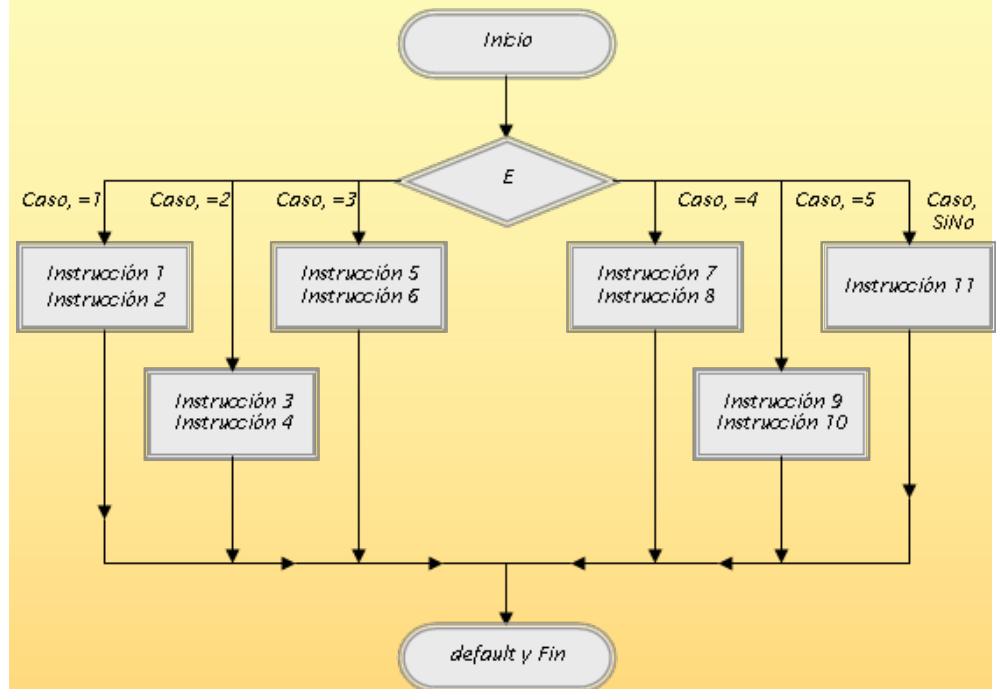 Inicio
E
Caso, =1
Caso, =2
Caso, =3
Caso, =4
Caso, =5
Caso,
SiNo
Instrucción 1
Instrucción 2
Instrucción 5
Instrucción 6
Instrucción 7
Instrucción 8
Instrucción 11
Instrucción 3
Instrucción 4
Instrucción 9
Instrucción 10
default y Fin